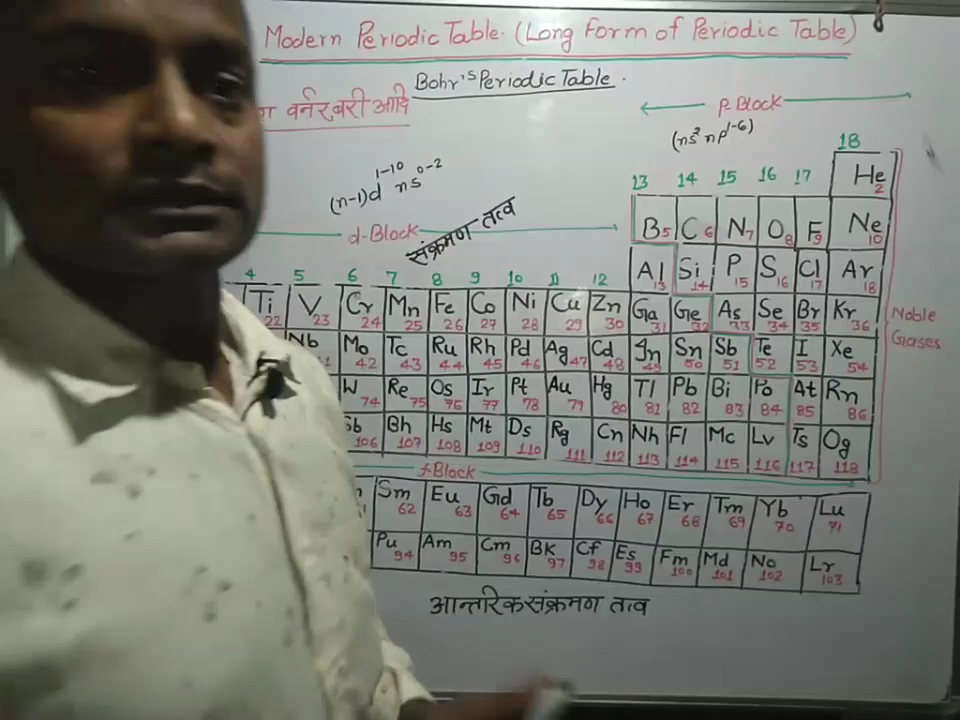 Modern Periodic Table. (Long Form of Periodic Table)
Bohr'sPeriodic Table.
वर्नर, बरी आदि
p Block
(ns² np¹⁻⁶)
(n-1)d¹⁻¹⁰ ns⁰⁻²
d-Block
संक्रमण तत्व
18
He 2
13 14 15 16 17
B 5 C 6 N 7 O 8 F 9 Ne 10
Al 13 Si 14 P 15 S 16 Cl 17 Ar 18
4 5 6 7 8 9 10 11 12
Ti 22 V 23 Cr 24 Mn 25 Fe 26 Co 27 Ni 28 Cu 29 Zn 30 Ga 31 Ge 32 As 33 Se 34 Br 35 Kr 36
Nb Mo 42 Tc 43 Ru 44 Rh 45 Pd 46 Ag 47 Cd 48 In 49 Sn 50 Sb 51 Te 52 I 53 Xe 54
W 74 Re 75 Os 76 Ir 77 Pt 78 Au 79 Hg 80 Tl 81 Pb 82 Bi 83 Po 84 At 85 Rn 86
106 Bh 107 Hs 108 Mt 109 Ds 110 Rg 111 Cn 112 Nh 113 Fl 114 Mc 115 Lv 116 Ts 117 Og 118
Noble
Gases
f-Block
Sm 62 Eu 63 Gd 64 Tb 65 Dy 66 Ho 67 Er 68 Tm 69 Yb 70 Lu 71
Pu 94 Am 95 Cm 96 Bk 97 Cf 98 Es 99 Fm 100 Md 101 No 102 Lr 103
आन्तरिक संक्रमण तत्व